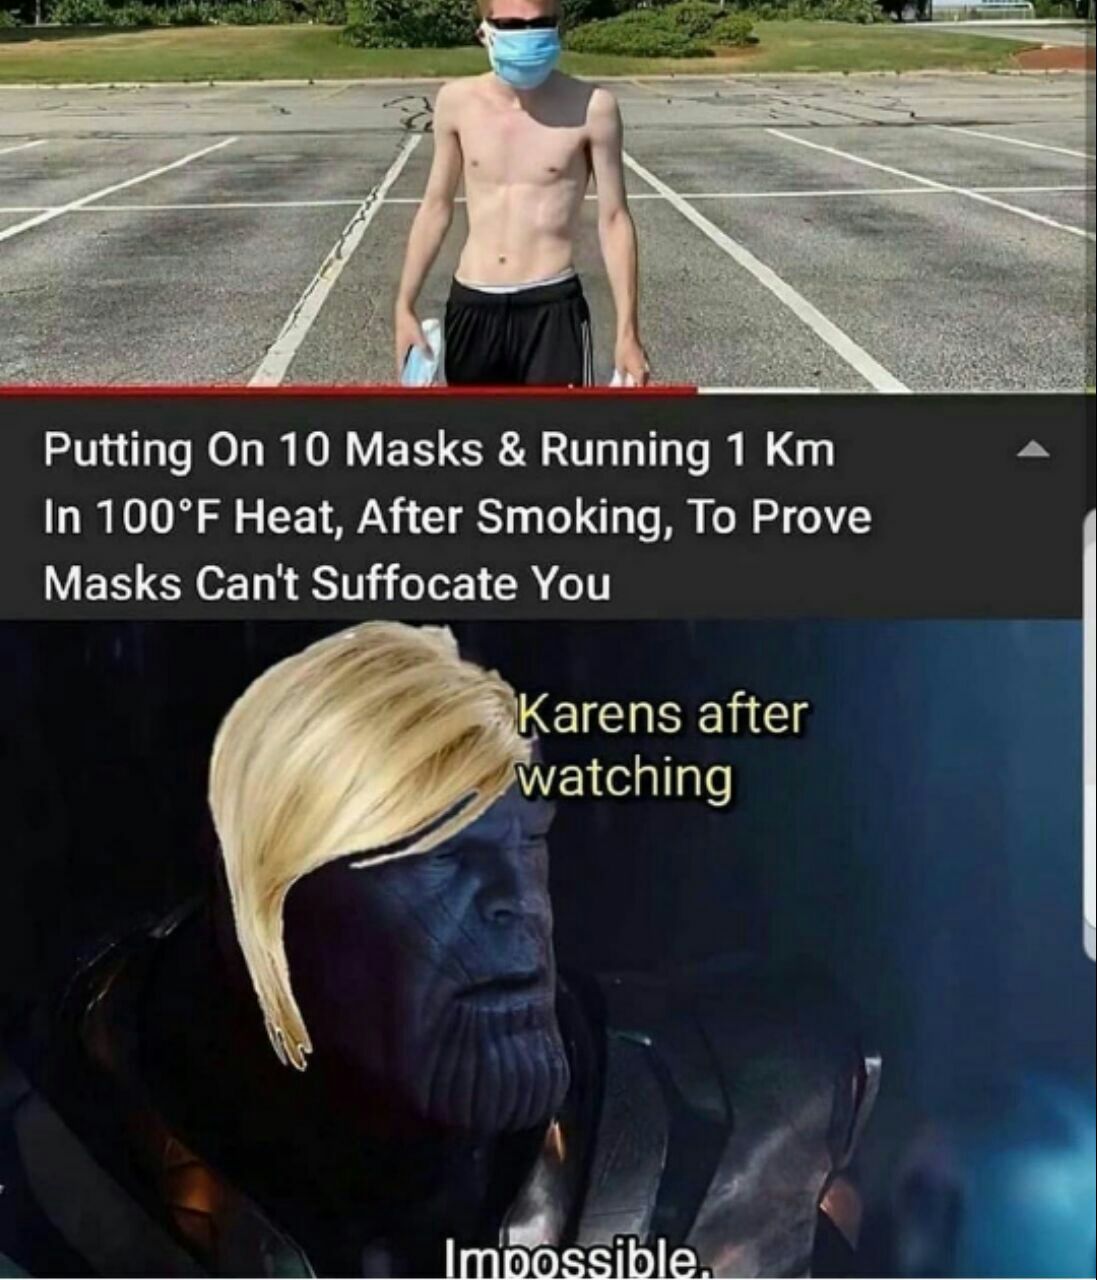 Putting On 10 Masks & Running 1 Km
In 100°F Heat, After Smoking, To Prove
Masks Can't Suffocate You
Karens after
watching
Impossible.